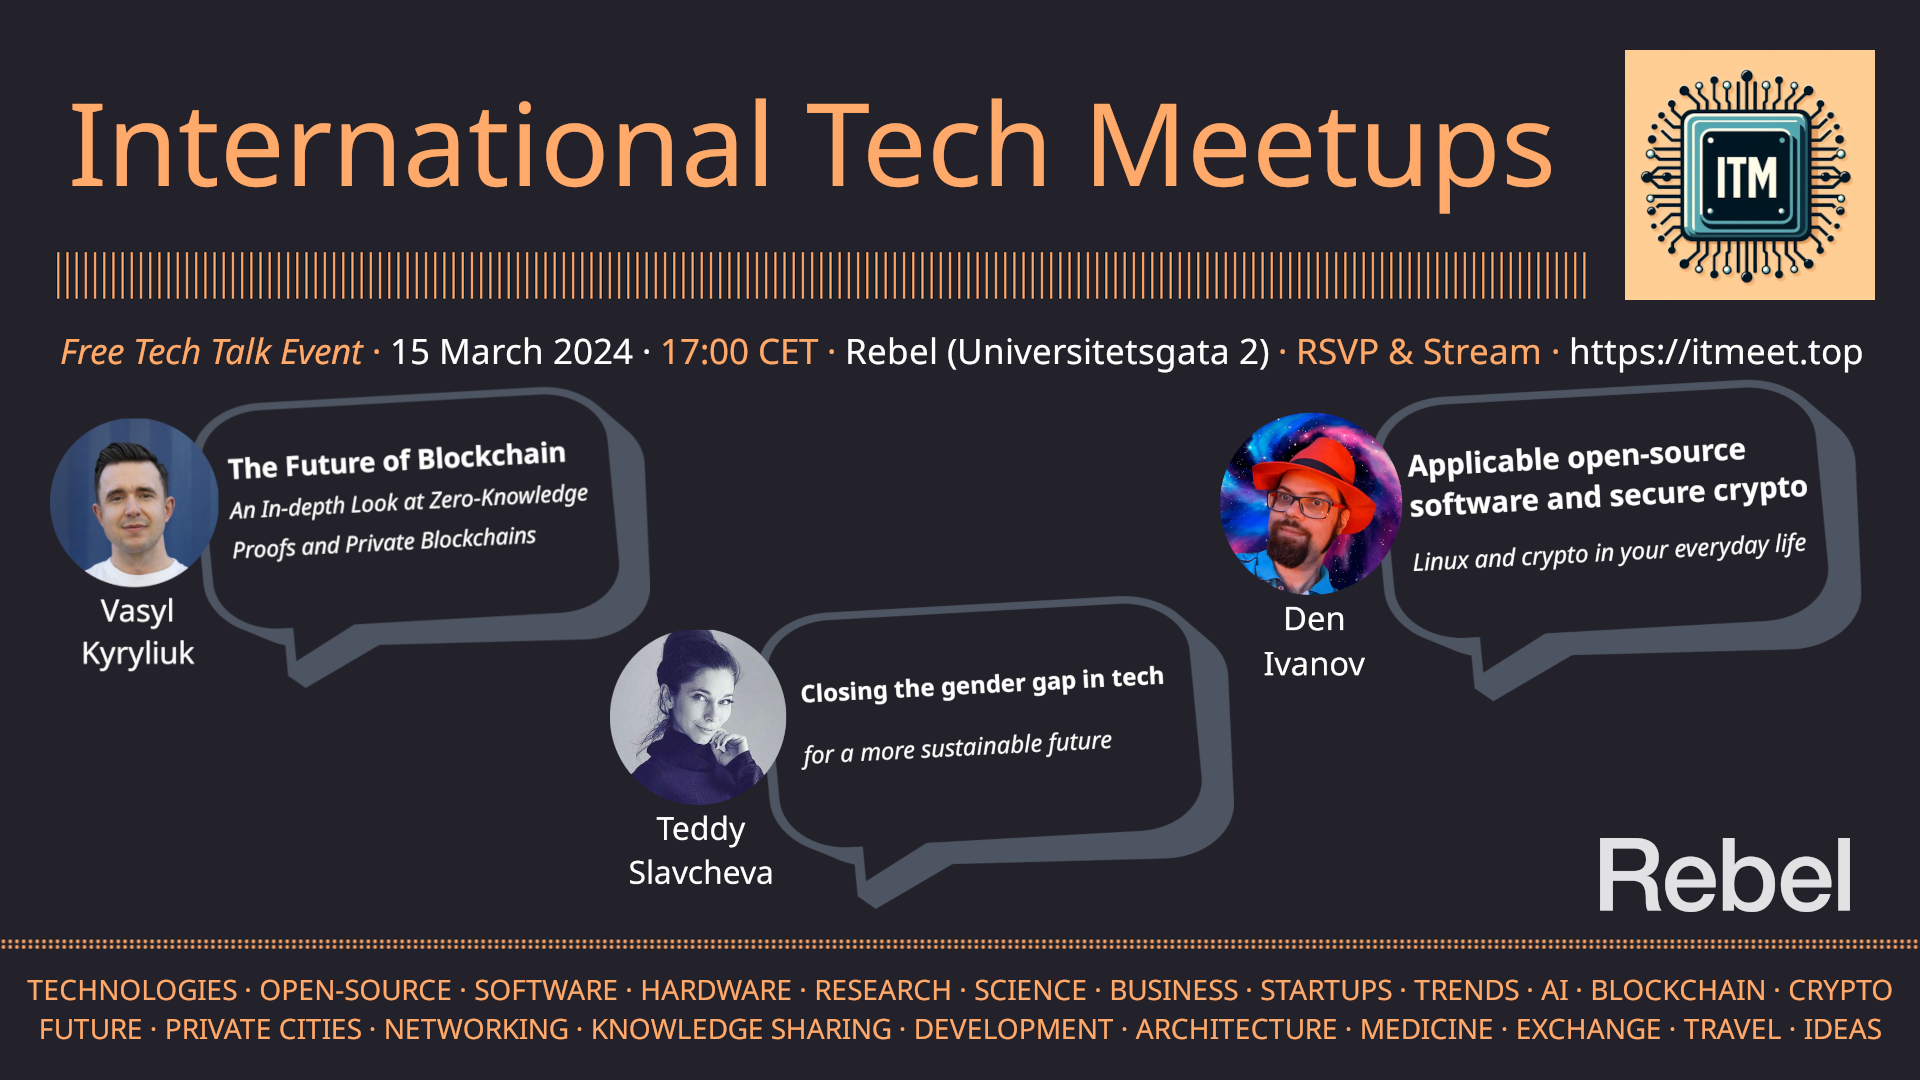 International Tech Meetups
ITM
Free Tech Talk Event · 15 March 2024 · 17:00 CET · Rebel (Universitetsgata 2) · RSVP & Stream · https://itmeet.top
The Future of Blockchain
An In-depth Look at Zero-Knowledge
Proofs and Private Blockchains
Vasyl
Kyryliuk
Closing the gender gap in tech
for a more sustainable future
Teddy
Slavcheva
Applicable open-source
software and secure crypto
Linux and crypto in your everyday life
Den
Ivanov
Rebel
TECHNOLOGIES · OPEN-SOURCE · SOFTWARE · HARDWARE · RESEARCH · SCIENCE · BUSINESS · STARTUPS · TRENDS · AI · BLOCKCHAIN · CRYPTO
FUTURE · PRIVATE CITIES · NETWORKING · KNOWLEDGE SHARING · DEVELOPMENT · ARCHITECTURE · MEDICINE · EXCHANGE · TRAVEL · IDEAS